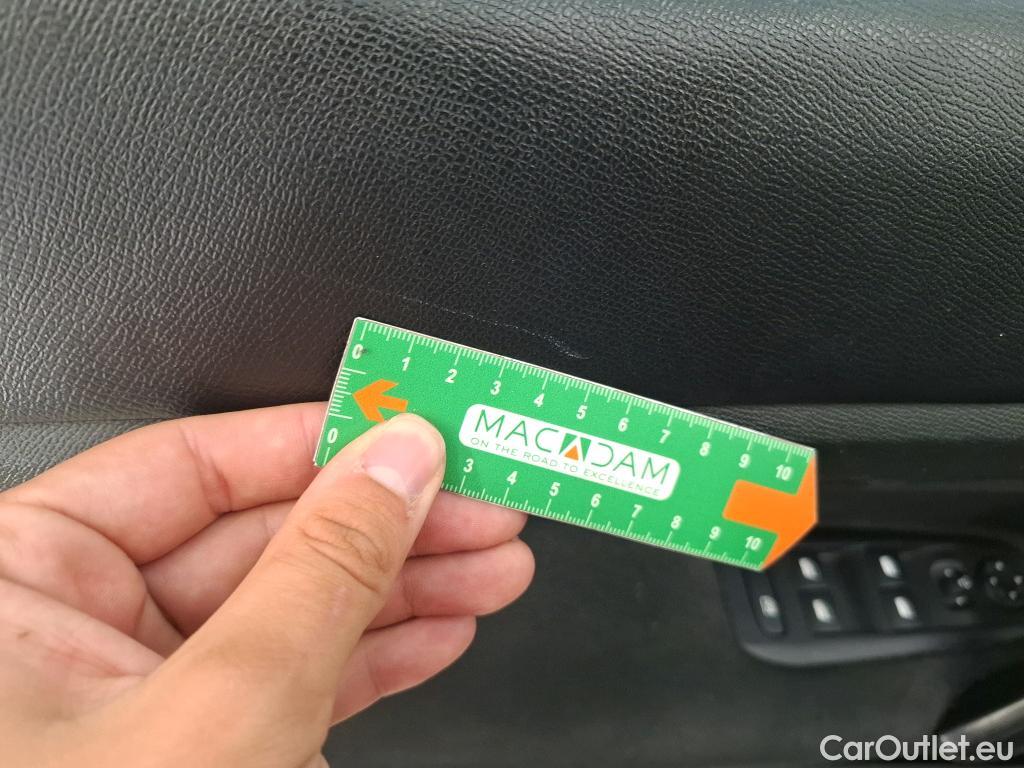 0 1 2 3 4 5 6 7 8 9 10
MACADAM
ON THE ROAD TO EXCELLENCE
0 3 4 5 6 7 8 9 10
CarOutlet.eu